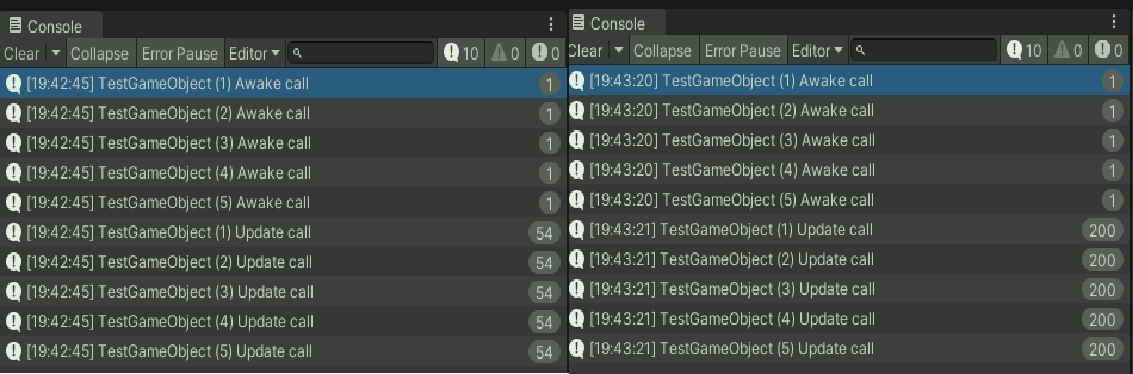 Console
Clear Collapse Error Pause Editor 10 0 0
[19:42:45] TestGameObject (1) Awake call 1
[19:42:45] TestGameObject (2) Awake call 1
[19:42:45] TestGameObject (3) Awake call 1
[19:42:45] TestGameObject (4) Awake call 1
[19:42:45] TestGameObject (5) Awake call 1
[19:42:45] TestGameObject (1) Update call 54
[19:42:45] TestGameObject (2) Update call 54
[19:42:45] TestGameObject (3) Update call 54
[19:42:45] TestGameObject (4) Update call 54
[19:42:45] TestGameObject (5) Update call 54
Console
Clear Collapse Error Pause Editor 10 0 0
[19:43:20] TestGameObject (1) Awake call 1
[19:43:20] TestGameObject (2) Awake call 1
[19:43:20] TestGameObject (3) Awake call 1
[19:43:20] TestGameObject (4) Awake call 1
[19:43:20] TestGameObject (5) Awake call 1
[19:43:21] TestGameObject (1) Update call 200
[19:43:21] TestGameObject (2) Update call 200
[19:43:21] TestGameObject (3) Update call 200
[19:43:21] TestGameObject (4) Update call 200
[19:43:21] TestGameObject (5) Update call 200